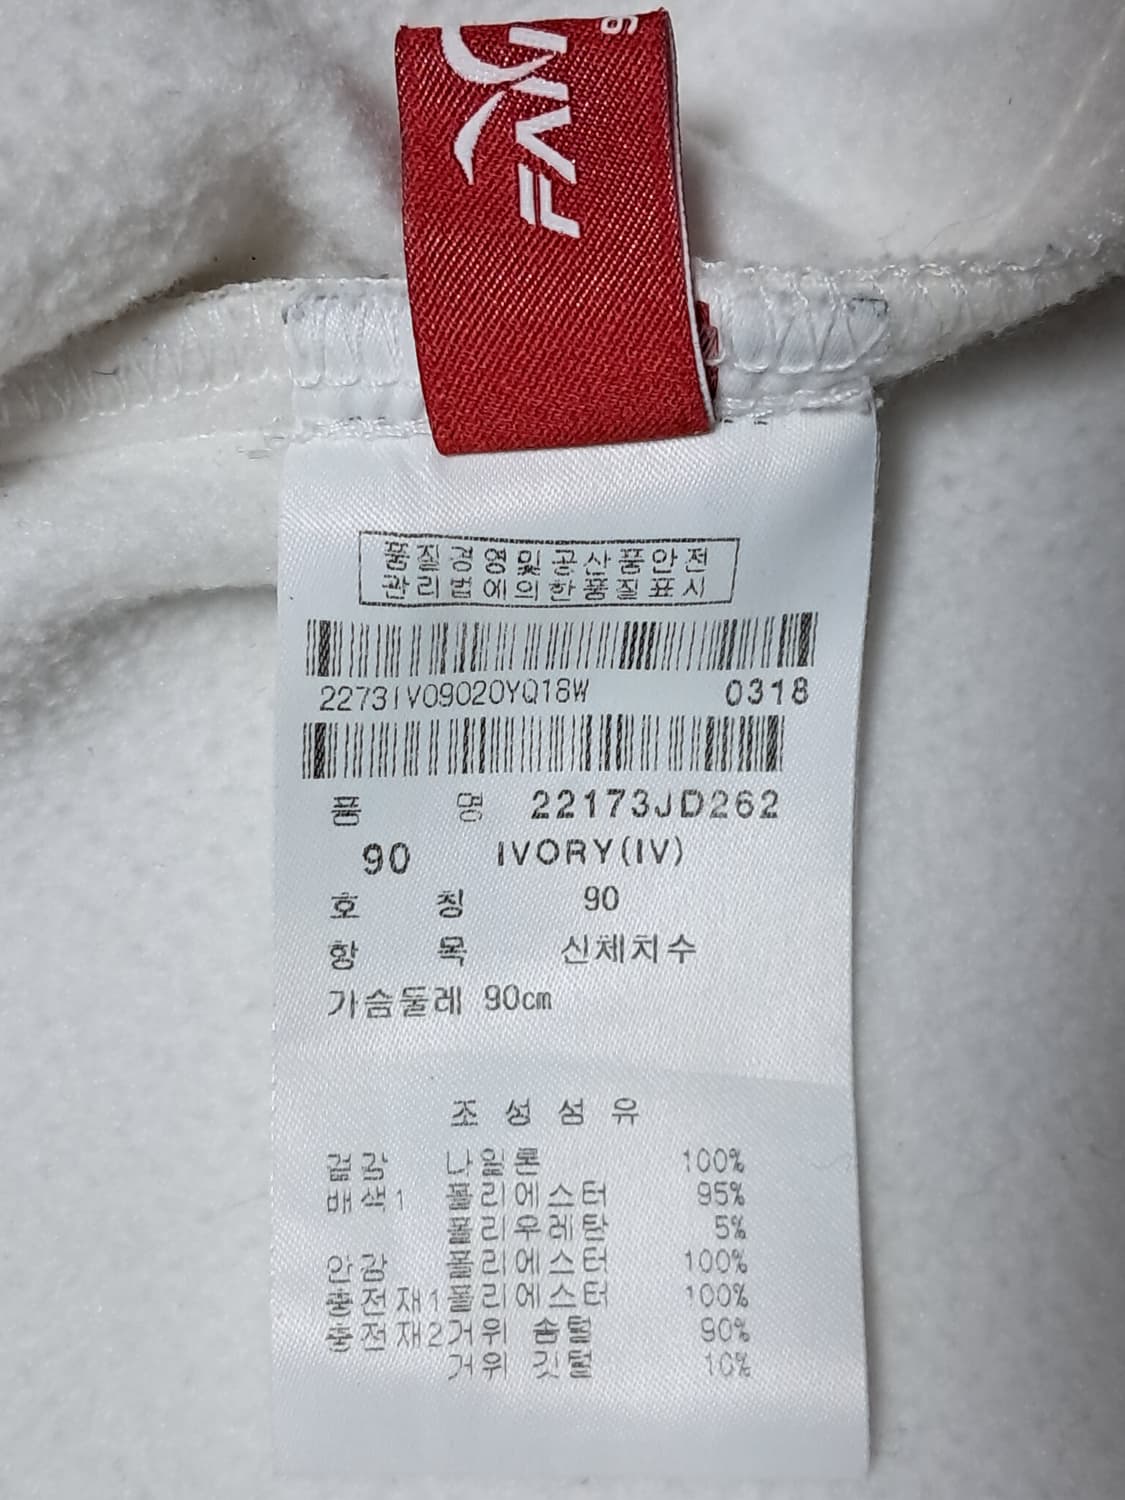 FAN
품질경영및공산품안전
관리법에의한품질표시
2273IV09020YQ18W 0318
품 명 22173JD262
90 IVORY(IV)
호 칭 90
항 목 신체치수
가슴둘레 90cm
조 성 섬 유
겉감 나일론 100%
배색1 폴리에스터 95%
폴리우레탄 5%
안감 폴리에스터 100%
충전재1폴리에스터 100%
충전재2거위 솜털 90%
거위 깃털 10%